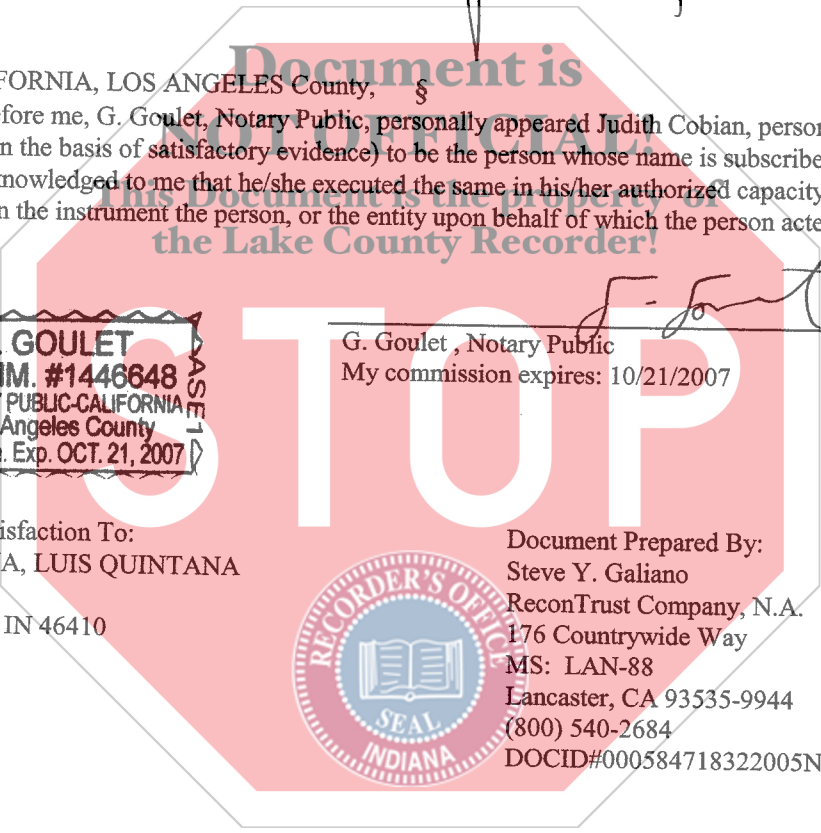 Document is
NOT OFFICIAL!
This Document is the property of
the Lake County Recorder!
STOP
FORNIA, LOS ANGELES County, §
fore me, G. Goulet, Notary Public, personally appeared Judith Cobian, person
n the basis of satisfactory evidence) to be the person whose name is subscribe
nowledged to me that he/she executed the same in his/her authorized capacity
n the instrument the person, or the entity upon behalf of which the person acte
G. Goulet , Notary Public
My commission expires: 10/21/2007
. GOULET
M. #1446648
PUBLIC-CALIFORNIA
Angeles County
. Exp. OCT. 21, 2007
ASE1
isfaction To:
A, LUIS QUINTANA
IN 46410
Document Prepared By:
Steve Y. Galiano
ReconTrust Company, N.A.
176 Countrywide Way
MS: LAN-88
Lancaster, CA 93535-9944
(800) 540-2684
DOCID#000584718322005N
RECORDER'S OFFICE
SEAL
INDIANA